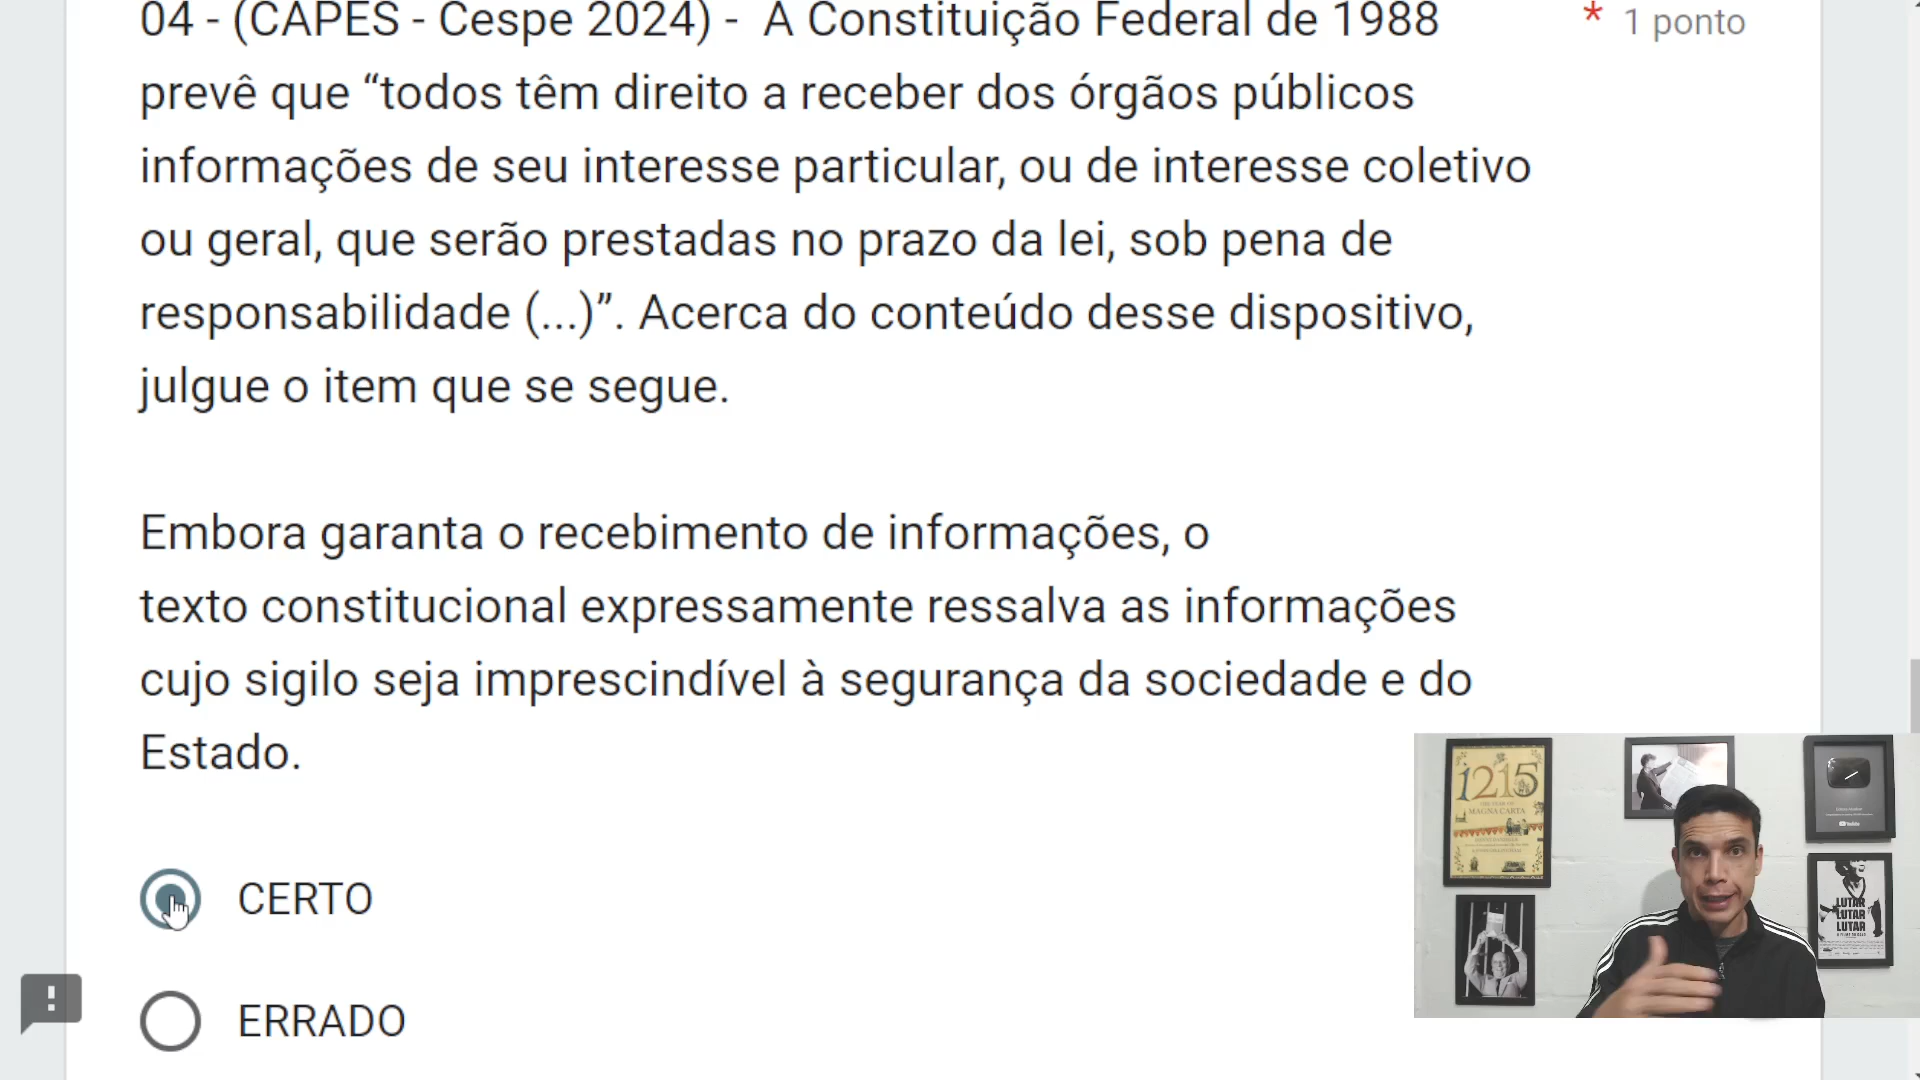 04 - (CAPES - Cespe 2024) - A Constituição Federal de 1988
* 1 ponto
prevê que “todos têm direito a receber dos órgãos públicos
informações de seu interesse particular, ou de interesse coletivo
ou geral, que serão prestadas no prazo da lei, sob pena de
responsabilidade (...)”. Acerca do conteúdo desse dispositivo,
julgue o item que se segue.
Embora garanta o recebimento de informações, o
texto constitucional expressamente ressalva as informações
cujo sigilo seja imprescindível à segurança da sociedade e do
Estado.
CERTO
ERRADO
1215
MAGNA CARTA
YouTube
LUTAR
LUTAR
LUTAR